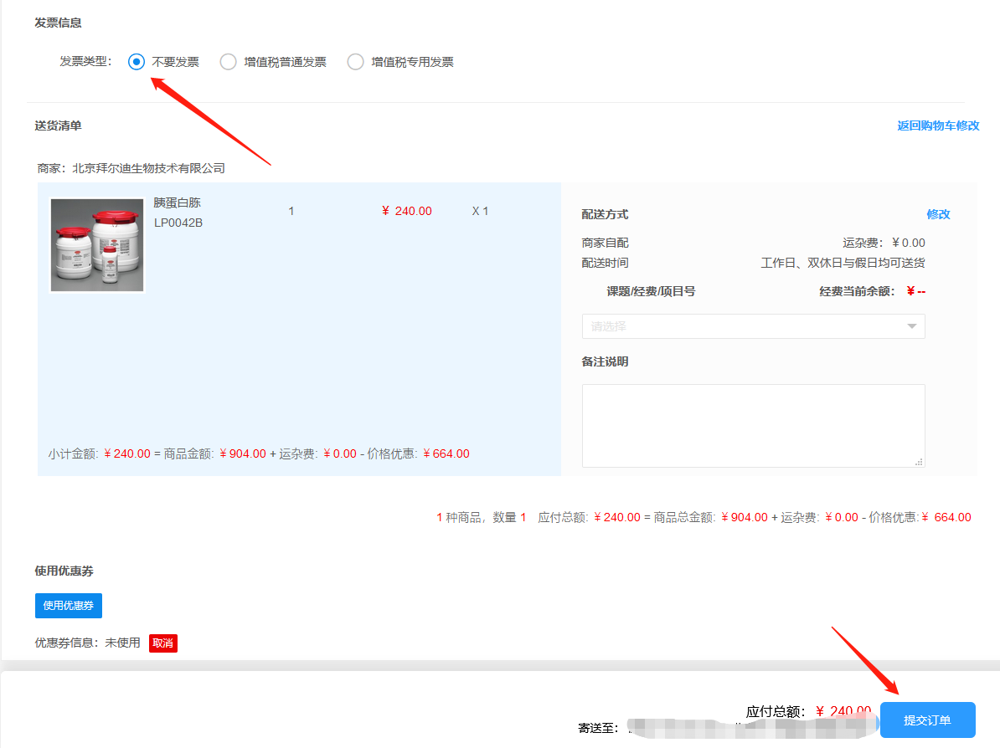 发票信息
发票类型： 不要发票 增值税普通发票 增值税专用发票
送货清单 返回购物车修改
商家：北京拜尔迪生物技术有限公司
胰蛋白胨 1 ￥ 240.00 X 1
LP0042B
配送方式 修改
商家自配 运杂费：￥0.00
配送时间 工作日、双休日与假日均可送货
课题/经费/项目号 经费当前余额： ￥--
请选择
备注说明
小计金额: ￥240.00 = 商品金额: ￥904.00 + 运杂费: ￥0.00 - 价格优惠: ￥664.00
1 种商品，数量 1 应付总额: ￥240.00 = 商品总金额: ￥904.00 + 运杂费: ￥0.00 - 价格优惠:￥ 664.00
使用优惠券
使用优惠券
优惠券信息：未使用 取消
应付总额： ￥ 240.00
寄送至：
提交订单